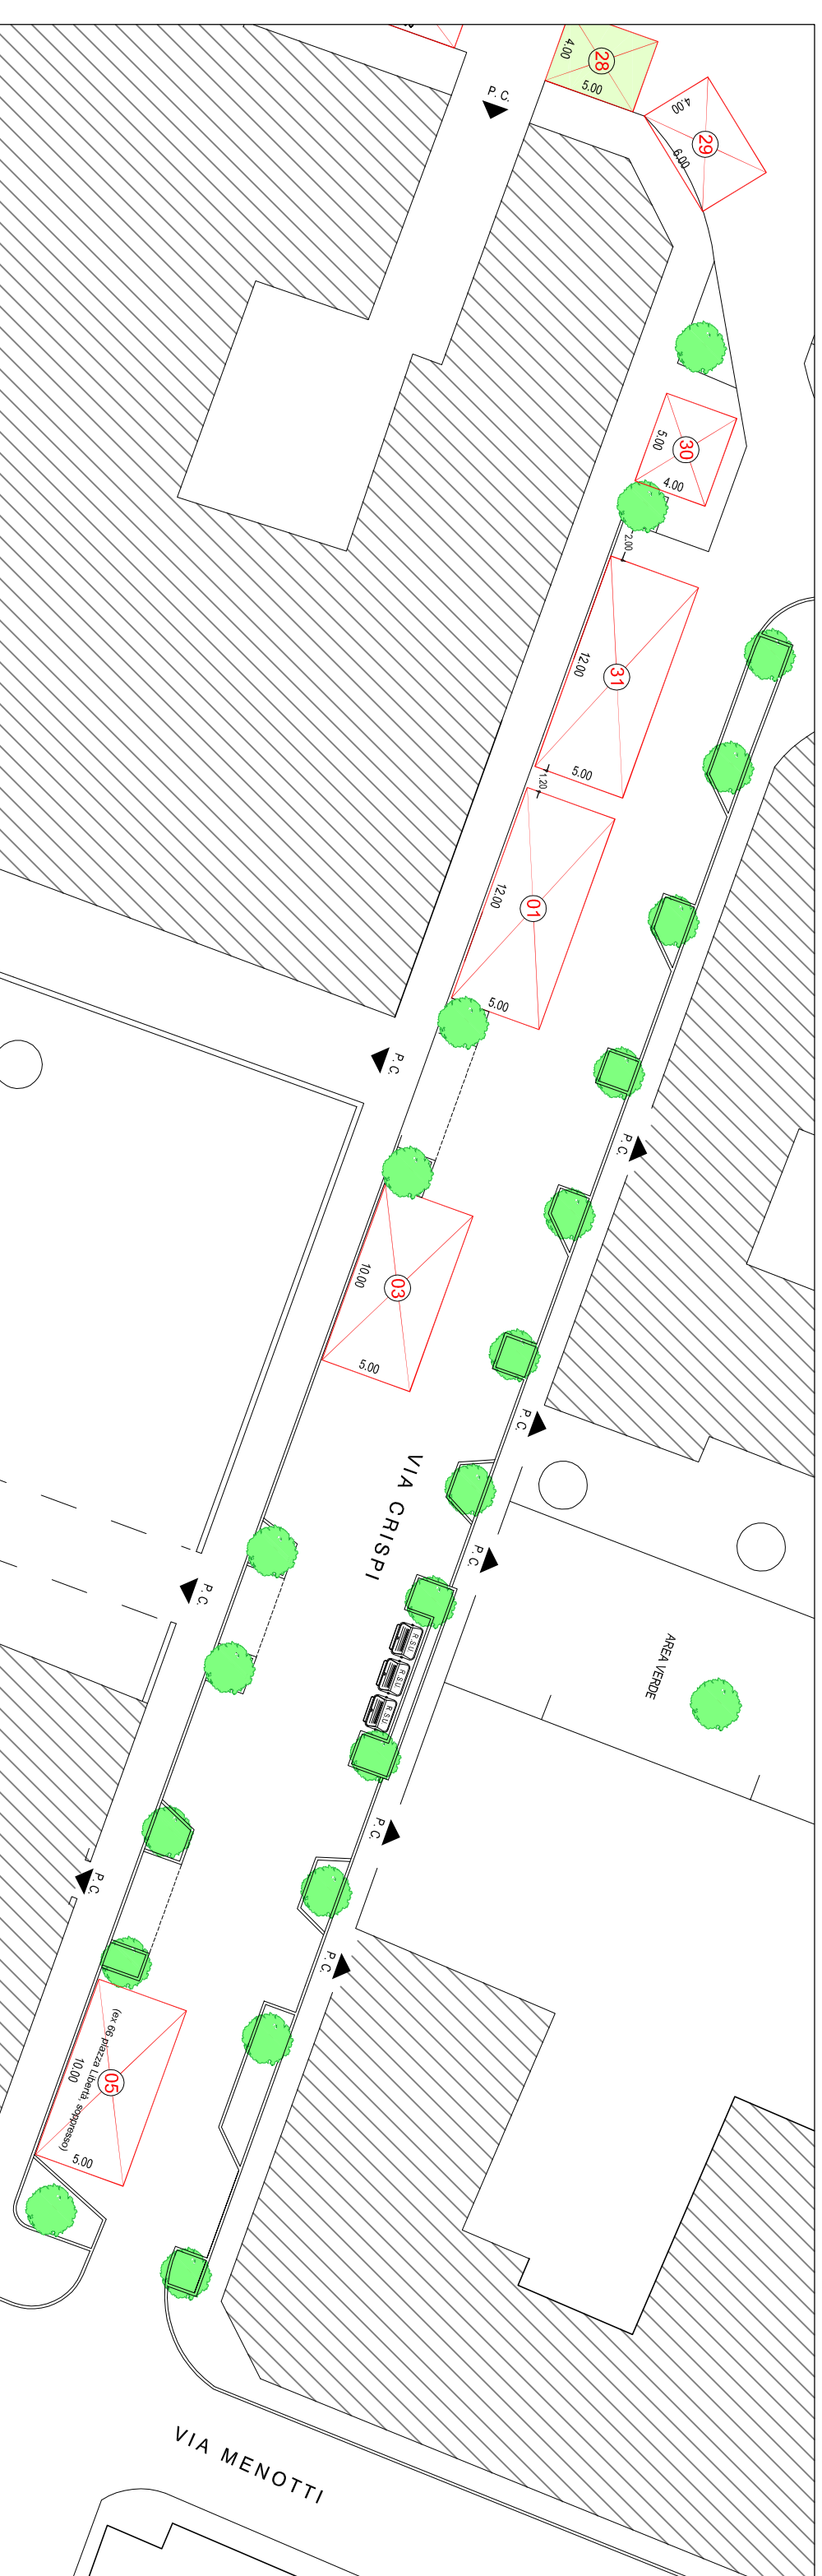 28
4.00
5.00
P. C.
29
4.00
6.00
30
5.00
4.00
2.00
31
12.00
5.00
1.20
01
12.00
5.00
P. C.
P. C.
03
10.00
5.00
P. C.
VIA CRISPI
P. C.
P. C.
R S U
R S U
R S U
AREA VERDE
P. C.
P. C.
P. C.
05
(ex 66 piazza Libertà, soppresso)
10.00
5.00
VIA MENOTTI